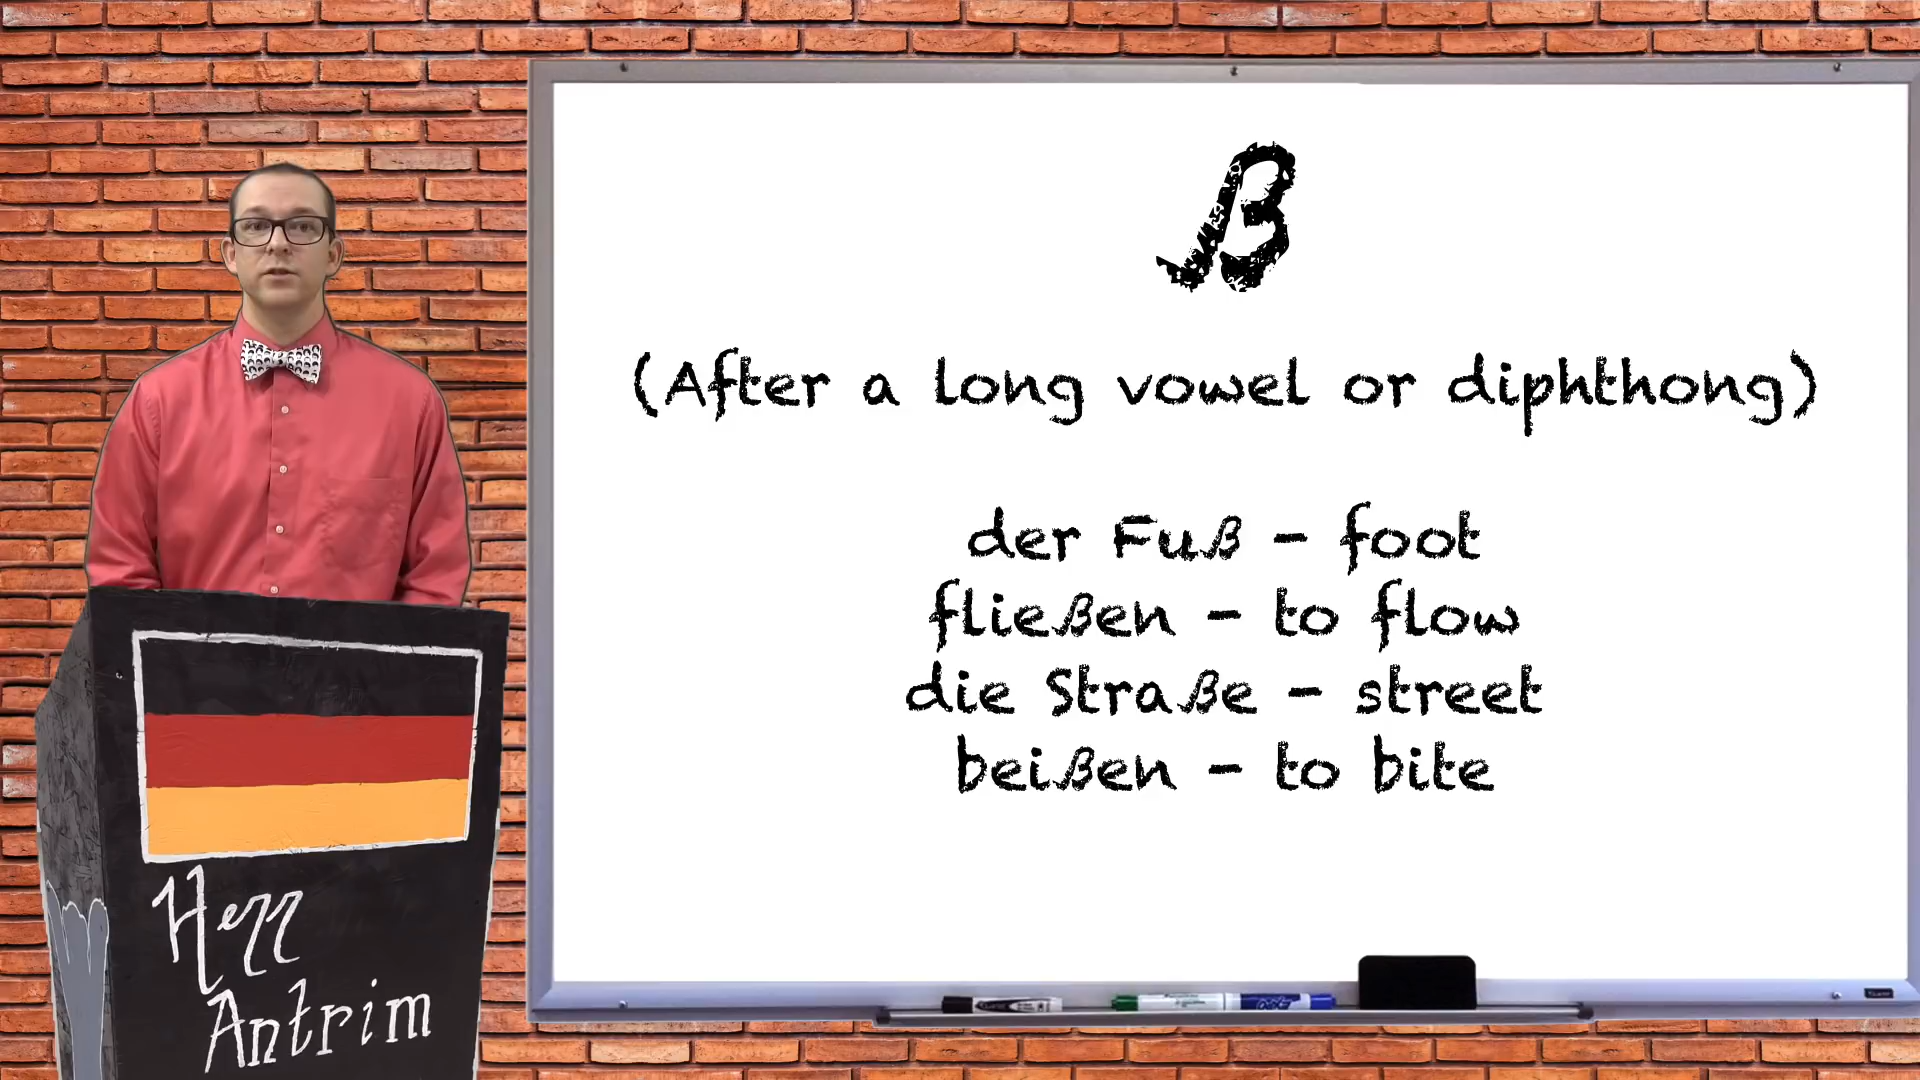 ß
(After a long vowel or diphthong)
der Fuß - foot
fließen - to flow
die Straße - street
beißen - to bite
Herr
Antrim